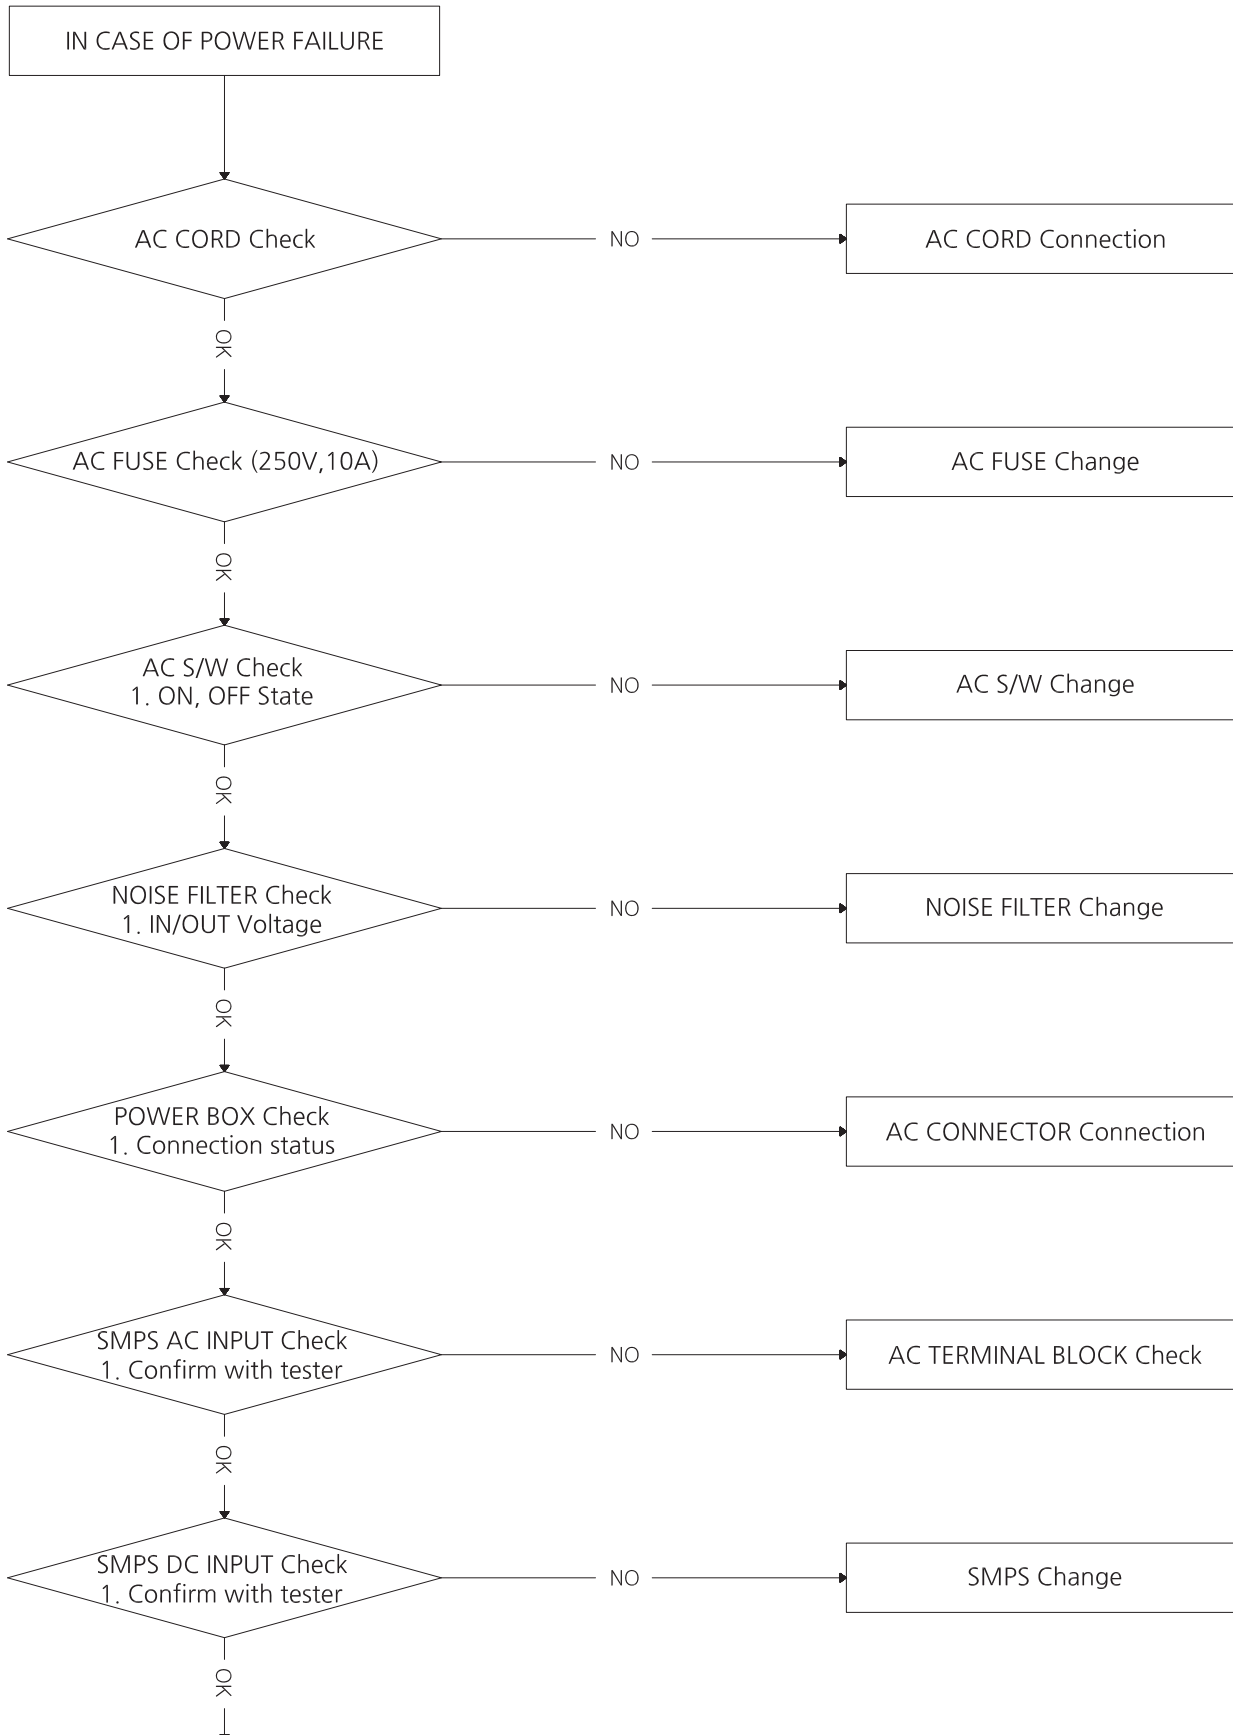 IN CASE OF POWER FAILURE
AC CORD Check
NO
AC CORD Connection
OK
AC FUSE Check (250V,10A)
NO
AC FUSE Change
OK
AC S/W Check
1. ON, OFF State
NO
AC S/W Change
OK
NOISE FILTER Check
1. IN/OUT Voltage
NO
NOISE FILTER Change
OK
POWER BOX Check
1. Connection status
NO
AC CONNECTOR Connection
OK
SMPS AC INPUT Check
1. Confirm with tester
NO
AC TERMINAL BLOCK Check
OK
SMPS DC INPUT Check
1. Confirm with tester
NO
SMPS Change
OK